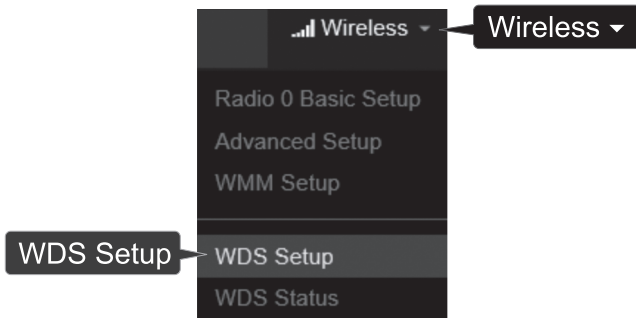 Wireless
Wireless
Radio 0 Basic Setup
Advanced Setup
WMM Setup
WDS Setup
WDS Setup
WDS Status